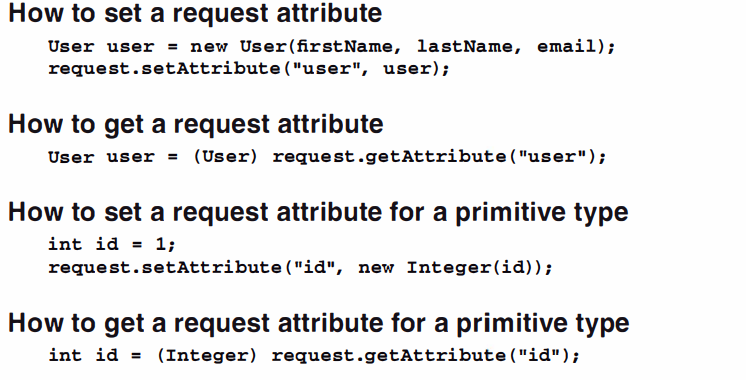 How to set a request attribute
User user = new User(firstName, lastName, email);
request.setAttribute("user", user);
How to get a request attribute
User user = (User) request.getAttribute("user");
How to set a request attribute for a primitive type
int id = 1;
request.setAttribute("id", new Integer(id));
How to get a request attribute for a primitive type
int id = (Integer) request.getAttribute("id");